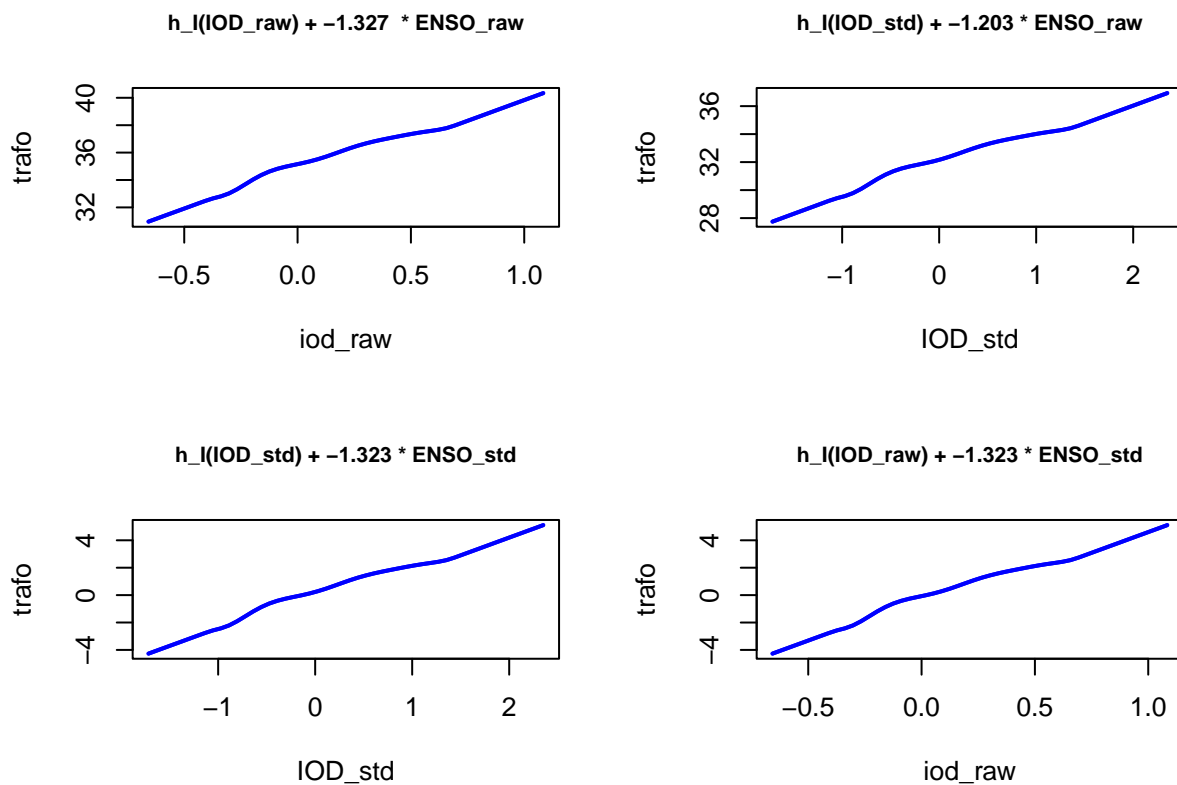 h_I(IOD_raw) + −1.327  * ENSO_raw
trafo
32 36 40
−0.5 0.0 0.5 1.0
iod_raw
h_I(IOD_std) + −1.203 * ENSO_raw
trafo
28 32 36
−1 0 1 2
IOD_std
h_I(IOD_std) + −1.323 * ENSO_std
trafo
−4 0 4
−1 0 1 2
IOD_std
h_I(IOD_raw) + −1.323 * ENSO_std
trafo
−4 0 4
−0.5 0.0 0.5 1.0
iod_raw